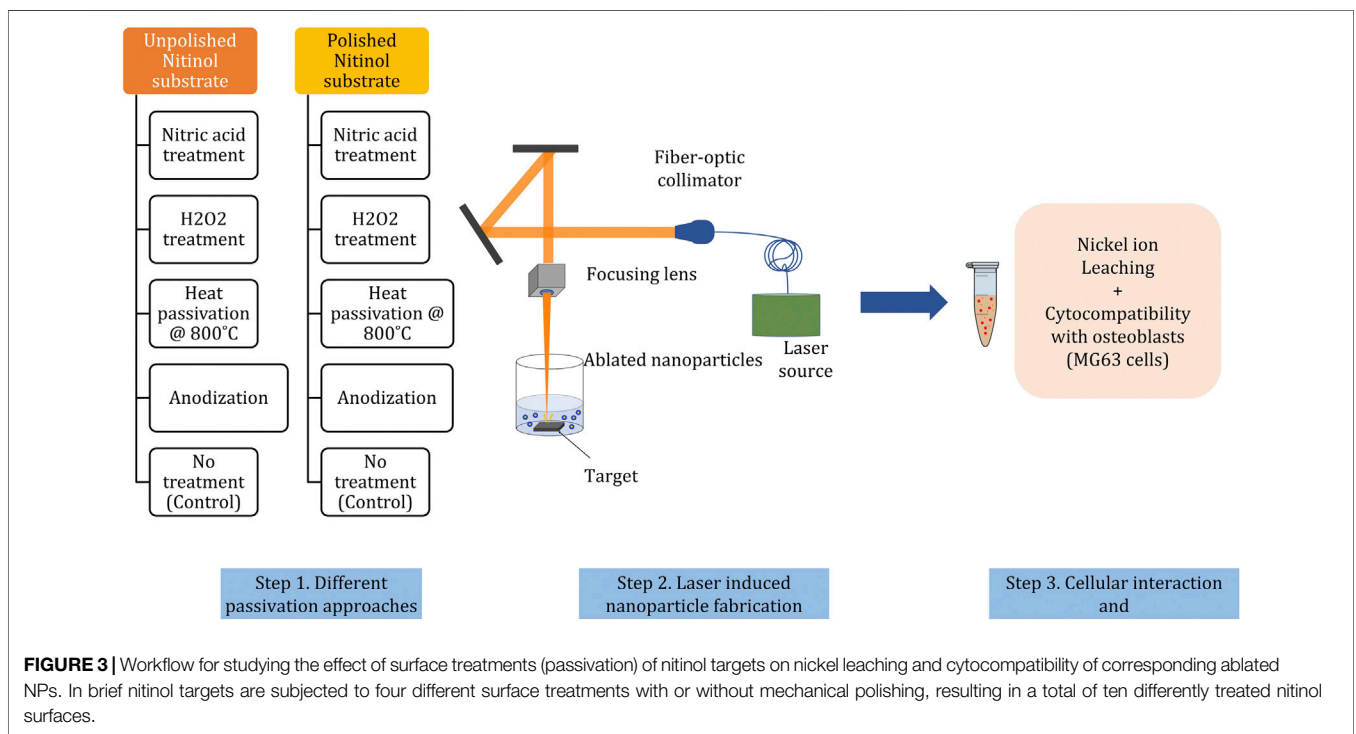 Unpolished
Nitinol
substrate
Nitric acid
treatment
H2O2
treatment
Heat
passivation
@ 800˚C
Anodization
No
treatment
(Control)
Polished
Nitinol
substrate
Nitric acid
treatment
H2O2
treatment
Heat
passivation @
800˚C
Anodization
No
treatment
(Control)
Fiber-optic
collimator
Focusing lens
Ablated nanoparticles
Laser
source
Target
Nickel ion
Leaching
+
Cytocompatibility
with osteoblasts
(MG63 cells)
Step 1. Different
passivation approaches
Step 2. Laser induced
nanoparticle fabrication
Step 3. Cellular interaction
and
FIGURE 3 | Workflow for studying the effect of surface treatments (passivation) of nitinol targets on nickel leaching and cytocompatibility of corresponding ablated
NPs. In brief nitinol targets are subjected to four different surface treatments with or without mechanical polishing, resulting in a total of ten differently treated nitinol
surfaces.